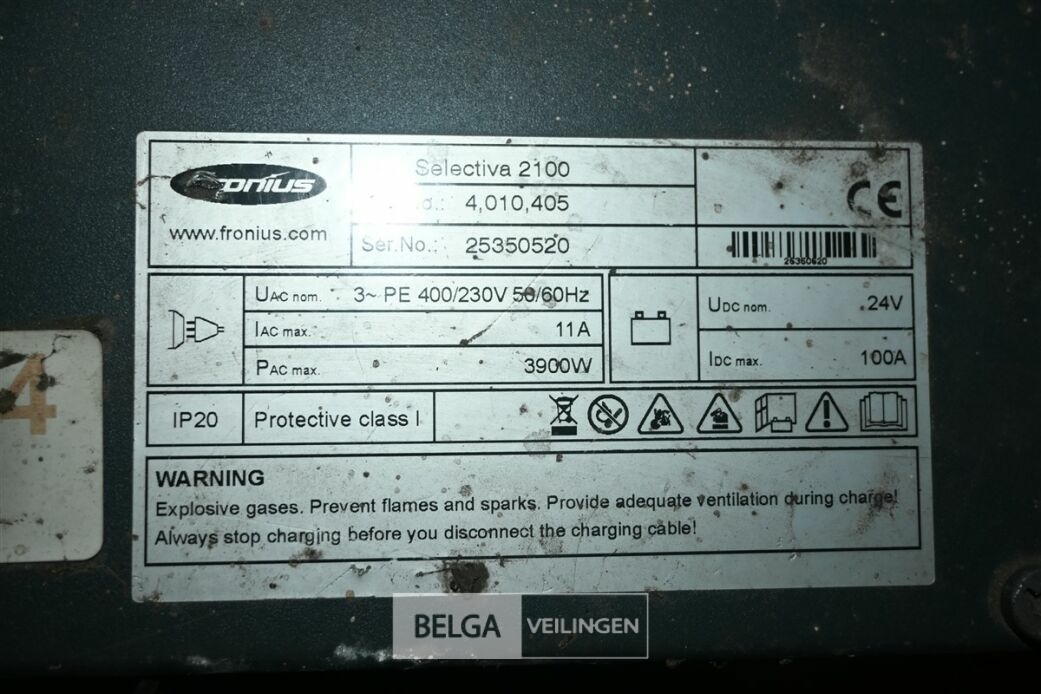 Fronius
www.fronius.com
Selectiva 2100
4,010,405
Ser.No.: 25350520
25350520
CE
UAC nom. 3~ PE 400/230V 50/60Hz
IAC max. 11A
PAC max. 3900W
UDC nom. 24V
IDC max. 100A
IP20
Protective class I
WARNING
Explosive gases. Prevent flames and sparks. Provide adequate ventilation during charge!
Always stop charging before you disconnect the charging cable!
4
BELGA VEILINGEN